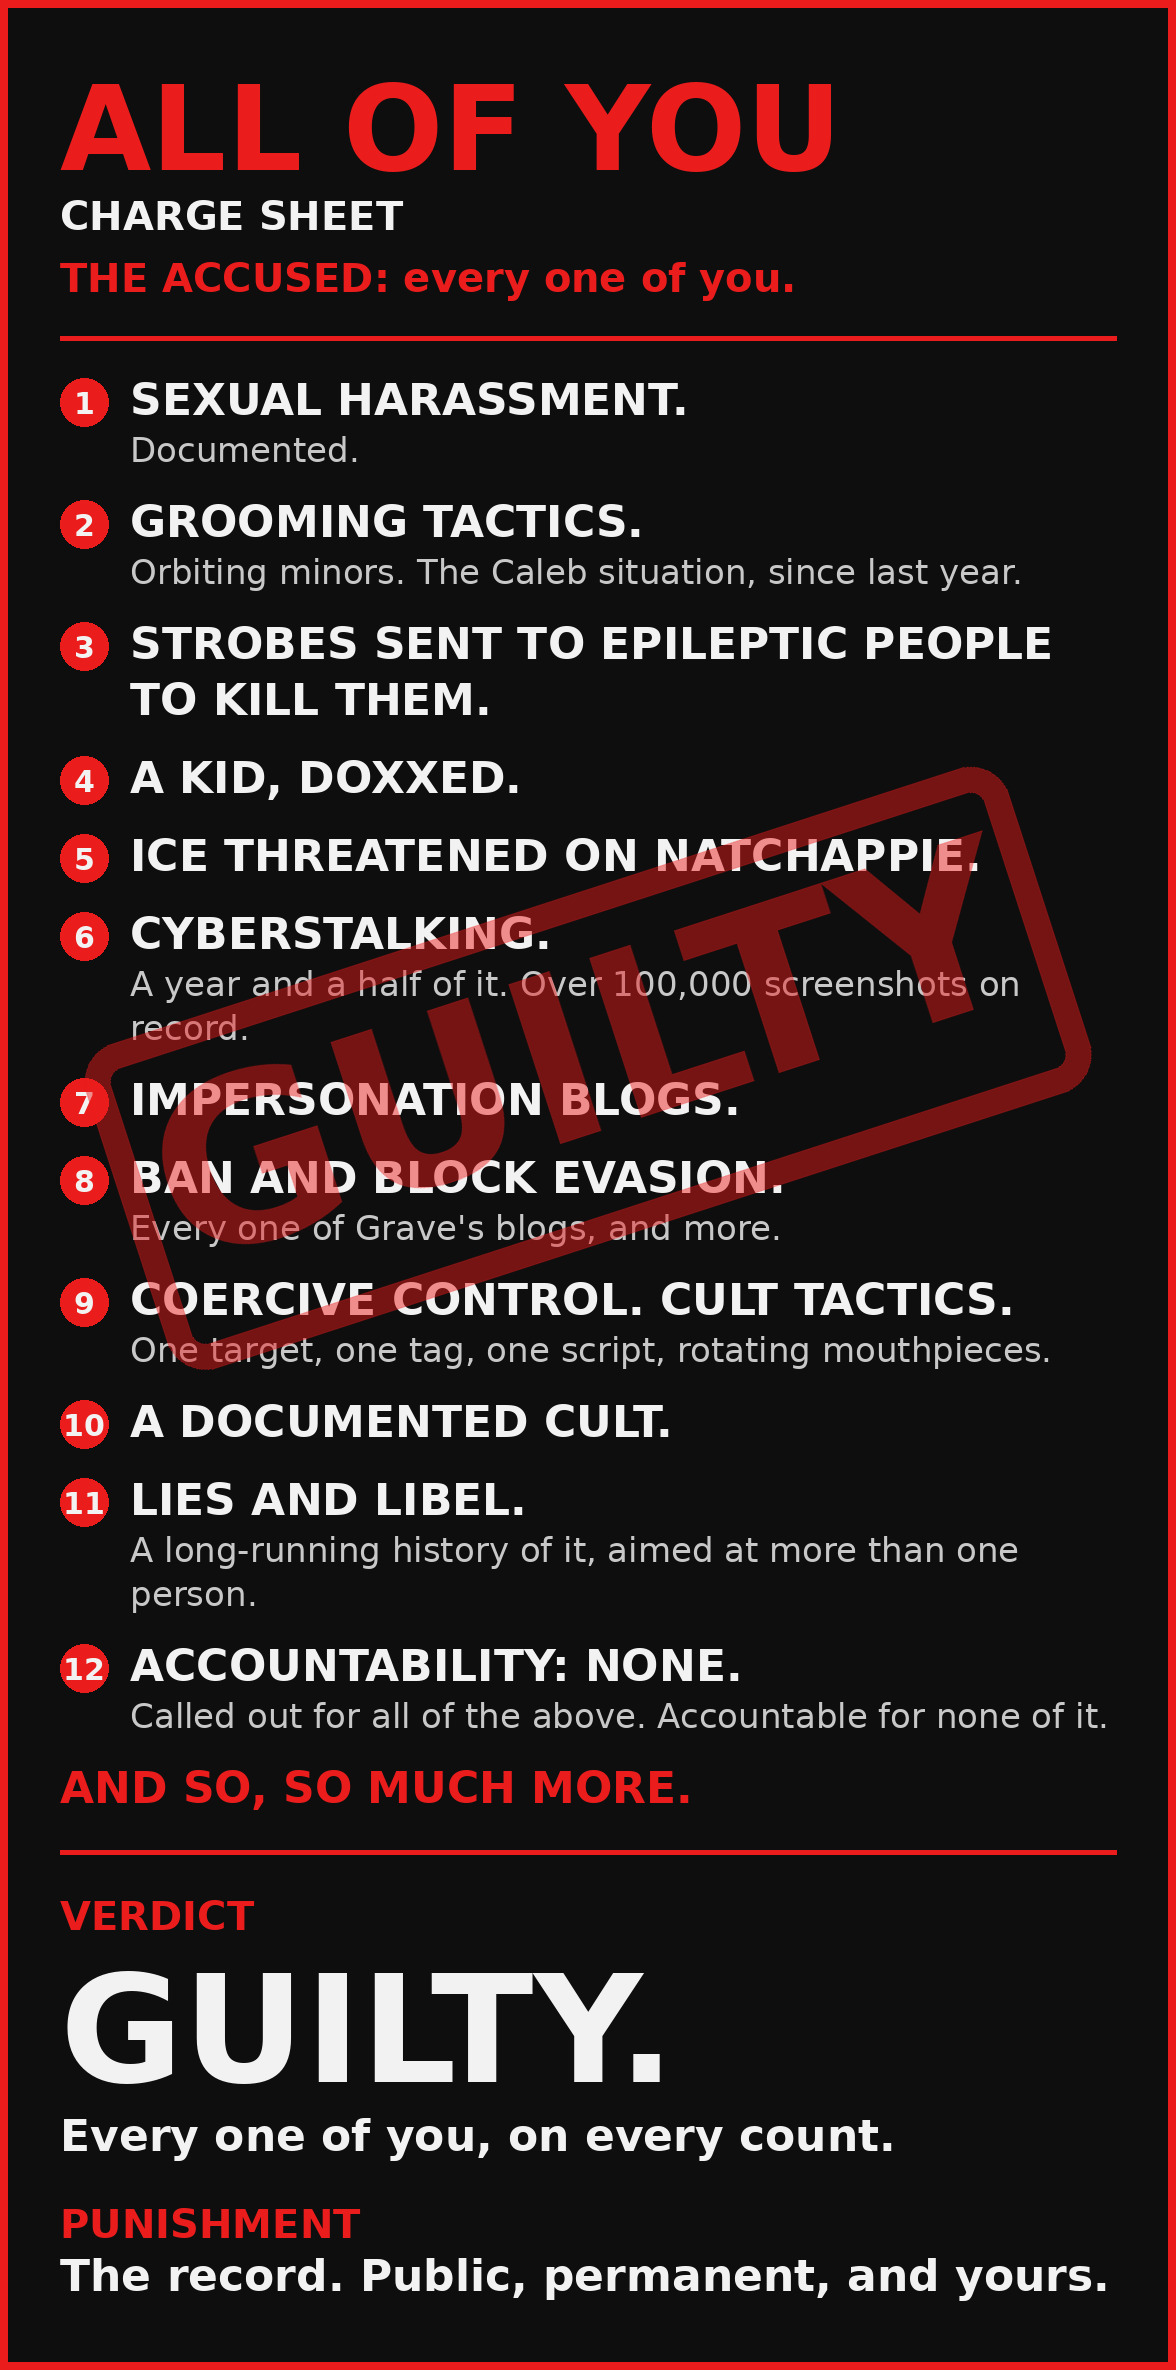 ALL OF YOU
CHARGE SHEET
THE ACCUSED: every one of you.
1 SEXUAL HARASSMENT.
Documented.
2 GROOMING TACTICS.
Orbiting minors. The Caleb situation, since last year.
3 STROBES SENT TO EPILEPTIC PEOPLE
TO KILL THEM.
4 A KID, DOXXED.
5 ICE THREATENED ON NATCHAPPIE.
6 CYBERSTALKING.
A year and a half of it. Over 100,000 screenshots on
record.
7 IMPERSONATION BLOGS.
8 BAN AND BLOCK EVASION.
Every one of Grave's blogs, and more.
9 COERCIVE CONTROL. CULT TACTICS.
One target, one tag, one script, rotating mouthpieces.
10 A DOCUMENTED CULT.
11 LIES AND LIBEL.
A long-running history of it, aimed at more than one
person.
12 ACCOUNTABILITY: NONE.
Called out for all of the above. Accountable for none of it.
AND SO, SO MUCH MORE.
GUILTY
VERDICT
GUILTY.
Every one of you, on every count.
PUNISHMENT
The record. Public, permanent, and yours.